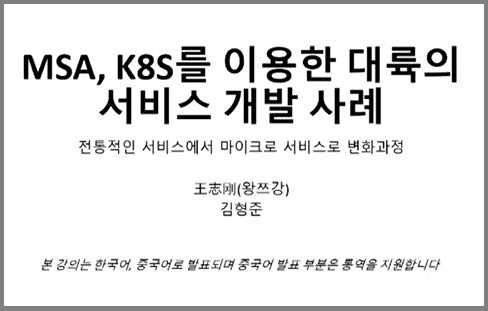 MSA, K8S를 이용한 대륙의
서비스 개발 사례
전통적인 서비스에서 마이크로 서비스로 변화과정
王志刚(왕쯔강)
김형준
본 강의는 한국어, 중국어로 발표되며 중국어 발표 부분은 통역을 지원합니다